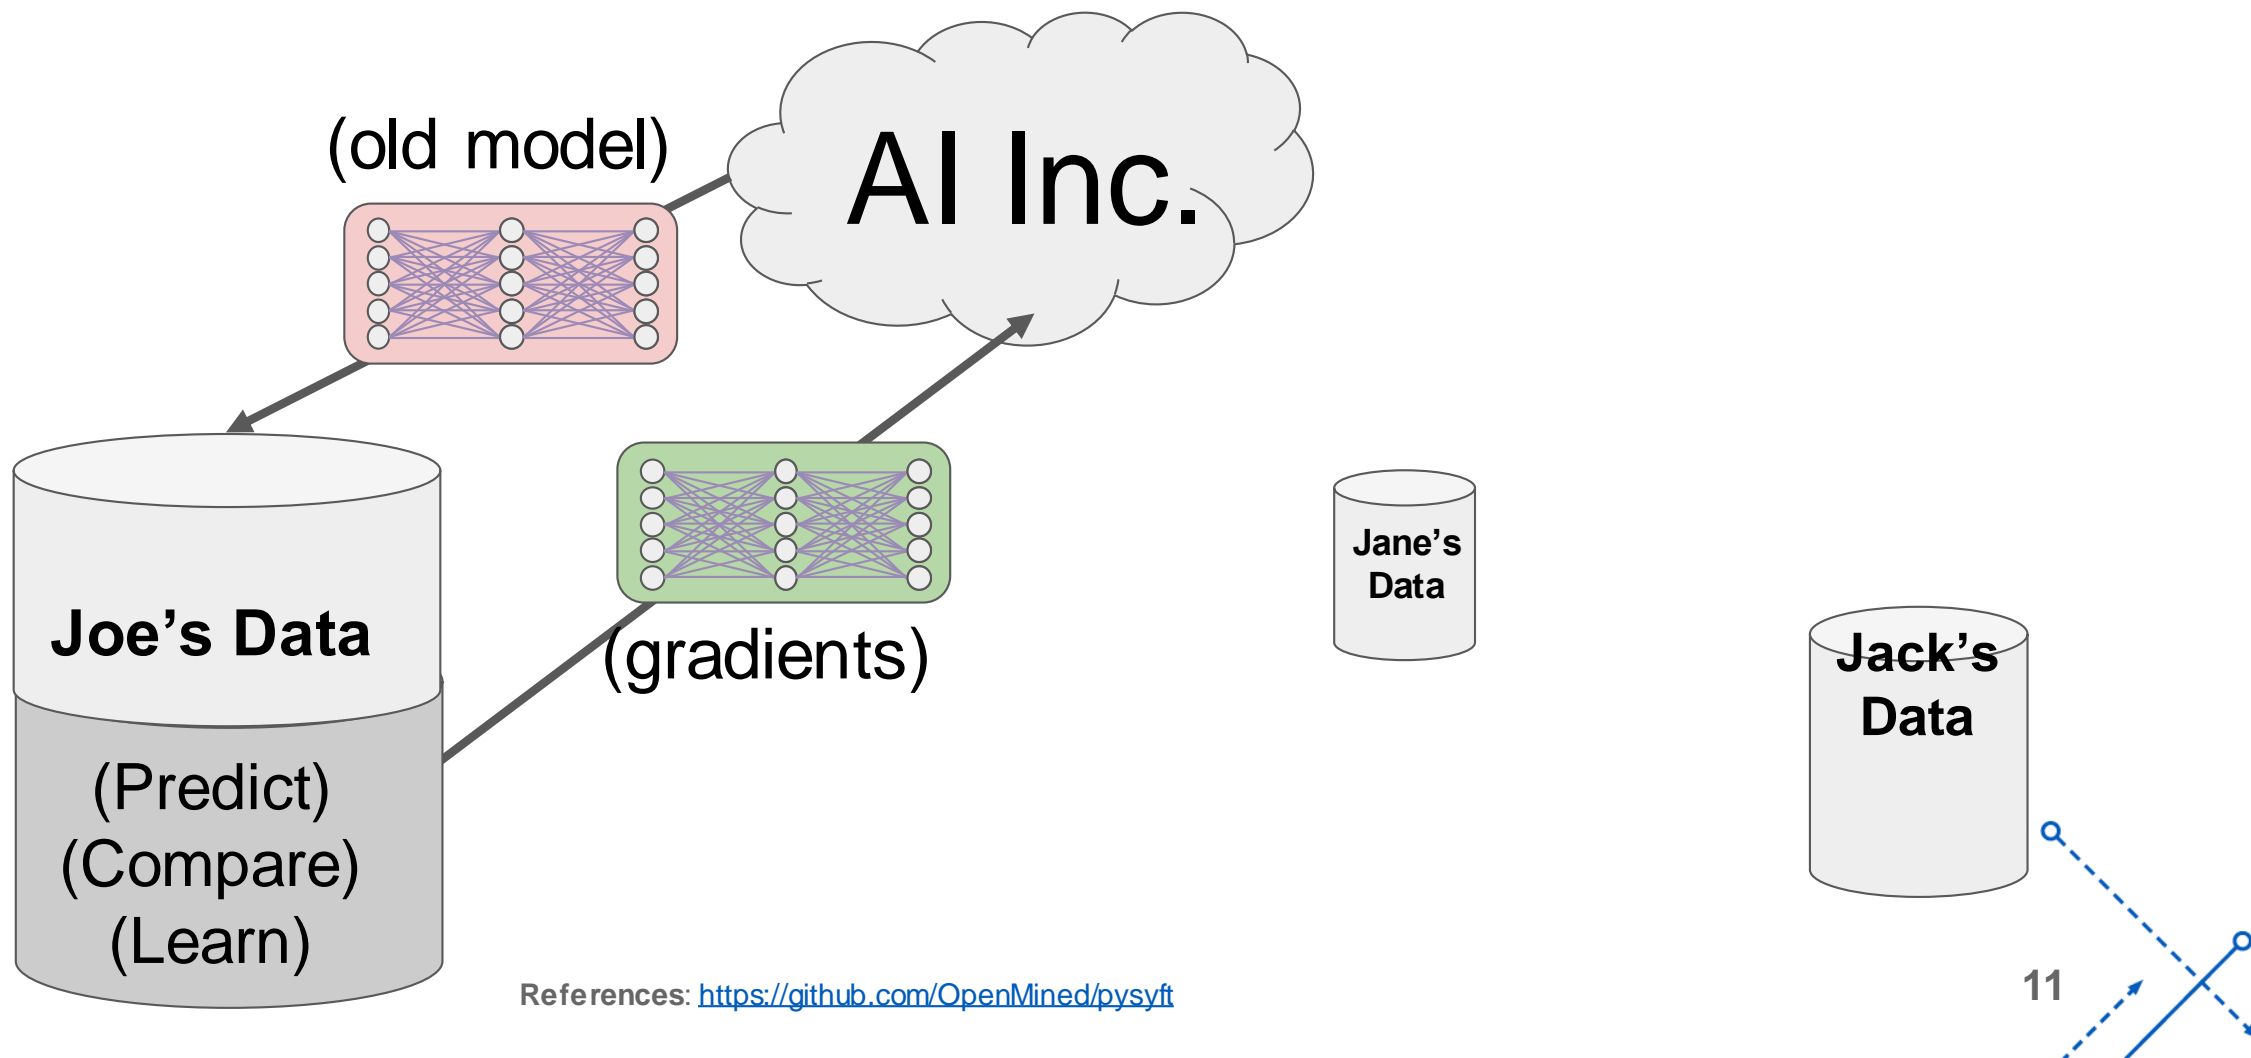 (old model)
AI Inc.
Joe’s Data
(Predict)
(Compare)
(Learn)
(gradients)
Jane’s
Data
Jack’s
Data
References: https://github.com/OpenMined/pysyft
11